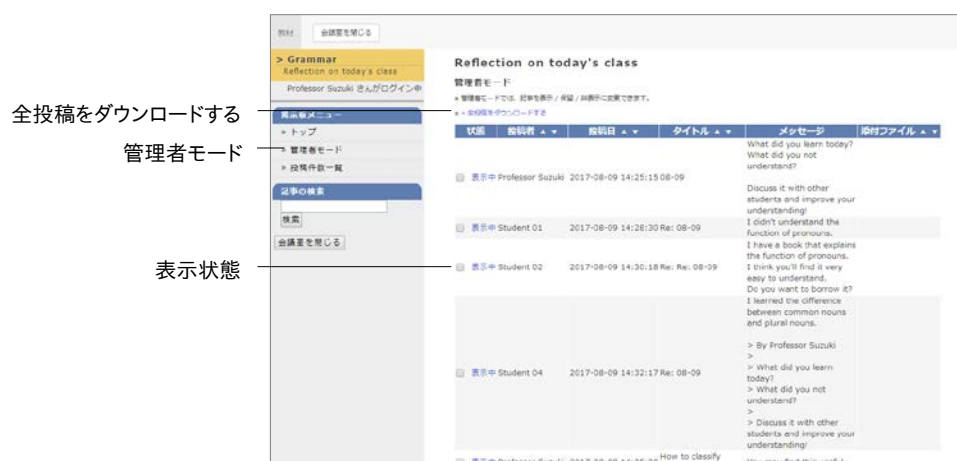 教材 会議室を閉じる
> Grammar
Reflection on today's class
Professor Suzuki さんがログイン中
掲示板メニュー
» トップ
» 管理者モード
» 投稿件数一覧
記事の検索
検索
会議室を閉じる
全投稿をダウンロードする
管理者モード
表示状態
Reflection on today's class
管理者モード
» 管理者モードでは、記事を表示 / 保留 / 非表示に変更できます。
» 全投稿をダウンロードする
状態 投稿者 ▲ ▼ 投稿日 ▲ ▼ タイトル ▲ ▼ メッセージ 添付ファイル ▲ ▼
What did you learn today?
What did you not
understand?
表示中 Professor Suzuki 2017-08-09 14:25:15 08-09
Discuss it with other
students and improve your
understanding!
I didn't understand the
表示中 Student 01 2017-08-09 14:28:30 Re: 08-09
function of pronouns.
I have a book that explains
the function of pronouns.
表示中 Student 02 2017-08-09 14:30:18 Re: Re: 08-09 I think you'll find it very
easy to understand.
Do you want to borrow it?
I learned the difference
between common nouns
and plural nouns.
> By Professor Suzuki
>
表示中 Student 04 2017-08-09 14:32:17 Re: 08-09 > What did you learn
today?
> What did you not
understand?
>
> Discuss it with other
students and improve your
understanding!
How to classify